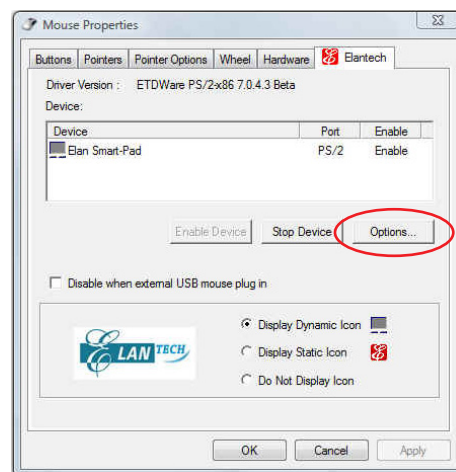 Mouse Properties
Buttons Pointers Pointer Options Wheel Hardware Elantech
Driver Version : ETDWare PS/2-x86 7.0.4.3 Beta
Device:
Device Port Enable
Elan Smart-Pad PS/2 Enable
Enable Device Stop Device Options...
Disable when external USB mouse plug in
Display Dynamic Icon
ELAN TECH
Display Static Icon
Do Not Display Icon
OK Cancel Apply